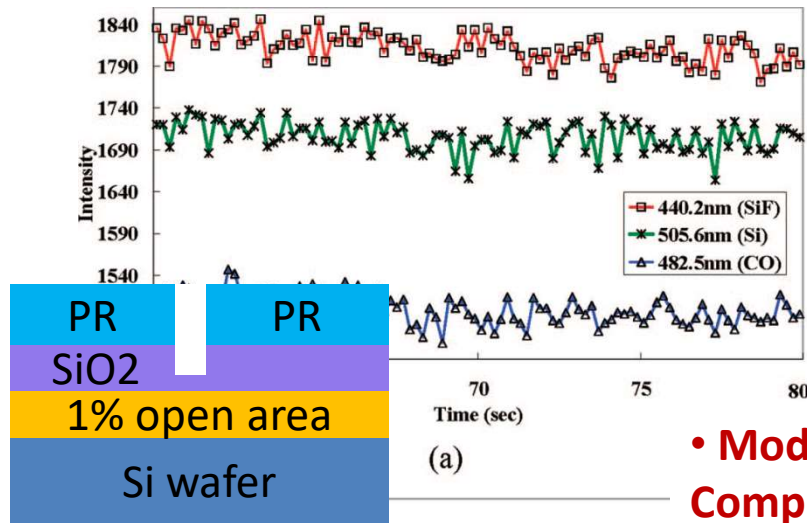 1840
1790
1740
1690
1640
1590
1540
Intensity
440.2nm (SiF)
505.6nm (Si)
482.5nm (CO)
PR PR
SiO2
1% open area
Si wafer
70 75 80
Time (sec)
(a)
• Mod
Comp